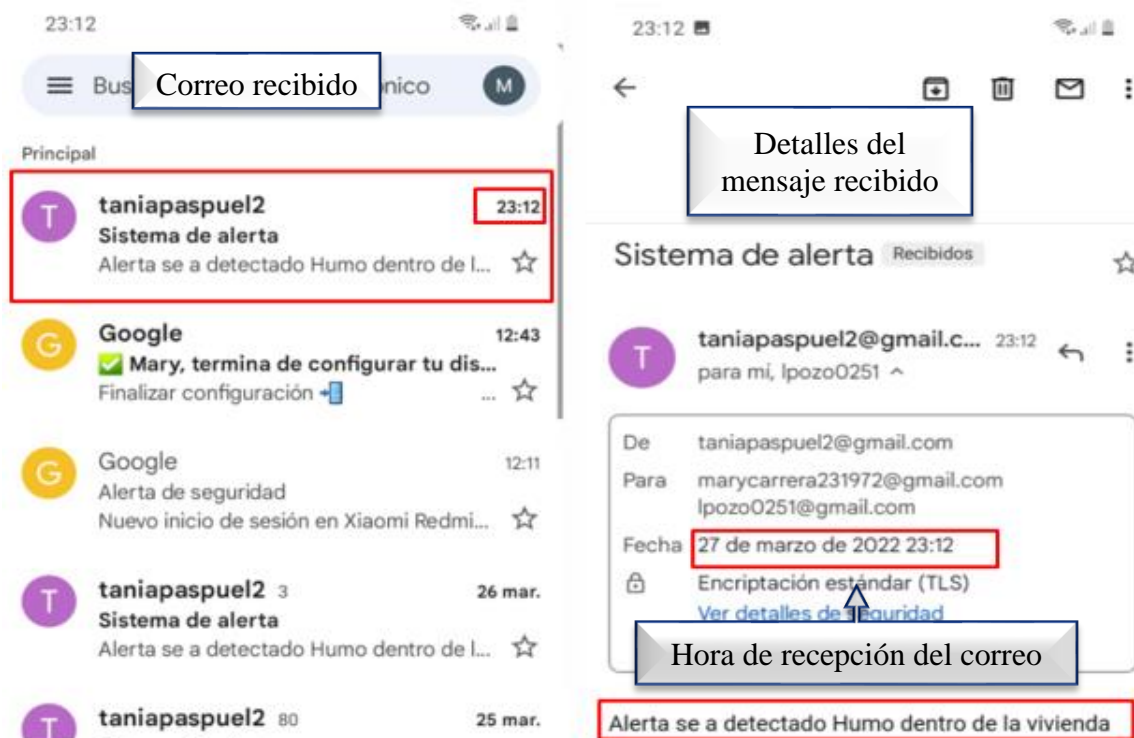 23:12
Bus
Correo recibido
nico
M
Principal
T
taniapaspuel2
23:12
Sistema de alerta
Alerta se a detectado Humo dentro de l...
G
Google
12:43
✅ Mary, termina de configurar tu dis...
Finalizar configuración 📲
...
G
Google
12:11
Alerta de seguridad
Nuevo inicio de sesión en Xiaomi Redmi...
T
taniapaspuel2 3
26 mar.
Sistema de alerta
Alerta se a detectado Humo dentro de l...
T
taniapaspuel2 80
25 mar.
23:12
Detalles del
mensaje recibido
Sistema de alerta Recibidos
T
taniapaspuel2@gmail.c... 23:12
para mí, lpozo0251
De taniapaspuel2@gmail.com
Para marycarrera231972@gmail.com
lpozo0251@gmail.com
Fecha 27 de marzo de 2022 23:12
Encriptación estándar (TLS)
Ver detalles de seguridad
Hora de recepción del correo
Alerta se a detectado Humo dentro de la vivienda